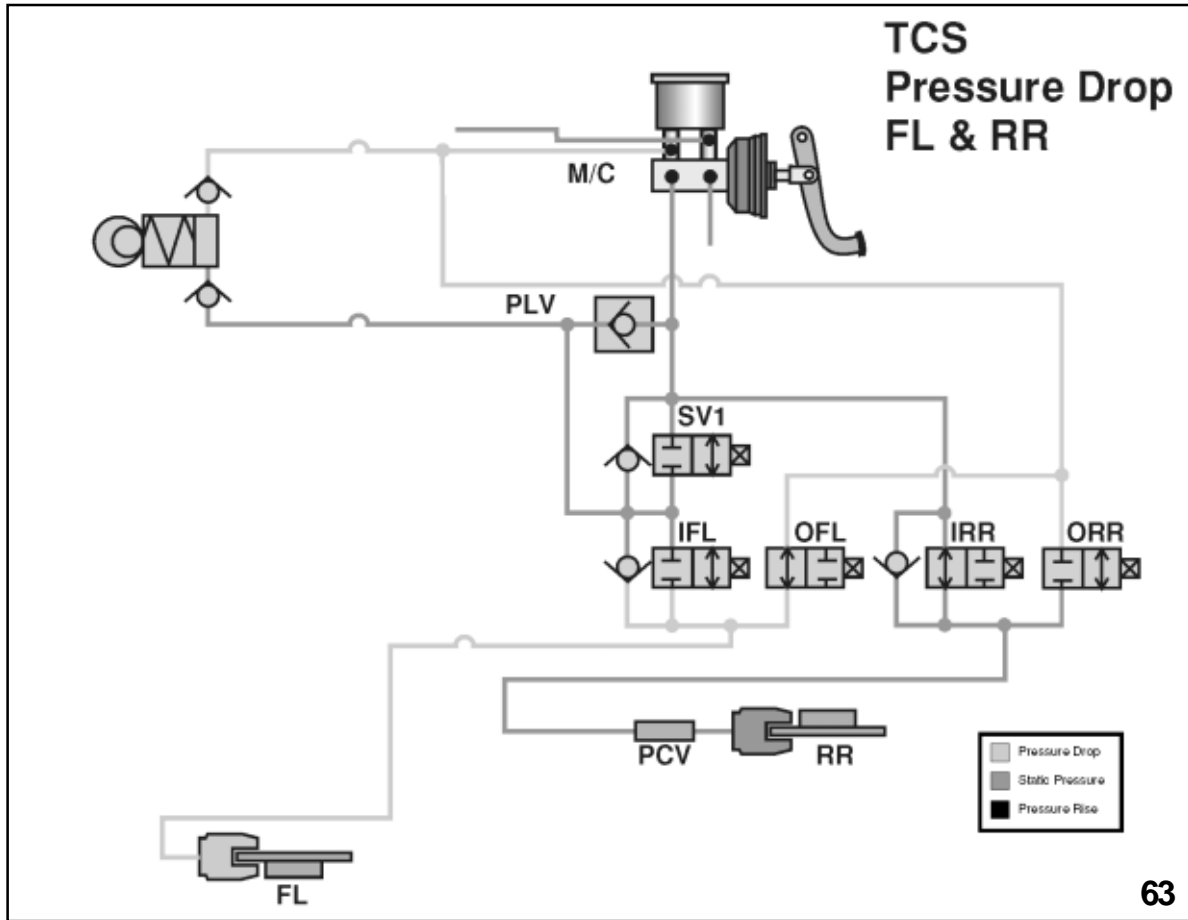 TCS
Pressure Drop
FL & RR
M/C
PLV
SV1
IFL
OFL
IRR
ORR
PCV
RR
FL
Pressure Drop
Static Pressure
Pressure Rise
63